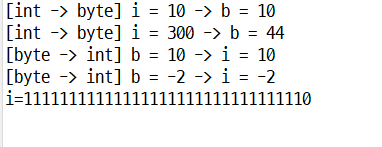 [int -> byte] i = 10 -> b = 10
[int -> byte] i = 300 -> b = 44
[byte -> int] b = 10 -> i = 10
[byte -> int] b = -2 -> i = -2
i=11111111111111111111111111111110